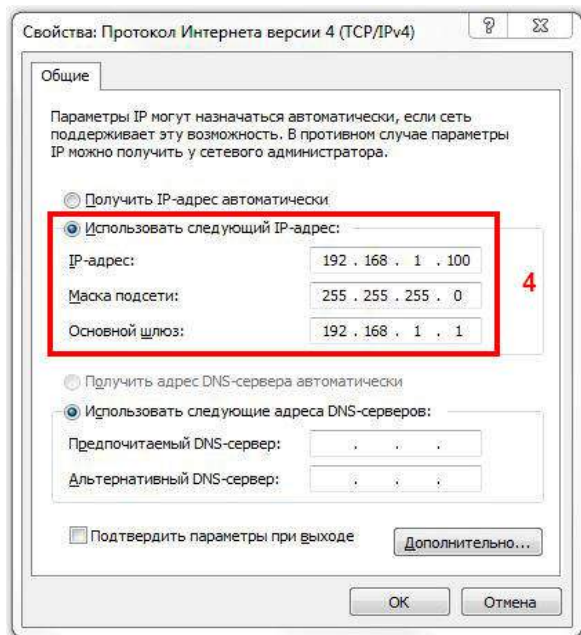 Свойства: Протокол Интернета версии 4 (TCP/IPv4)
Общие
Параметры IP могут назначаться автоматически, если сеть
поддерживает эту возможность. В противном случае параметры
IP можно получить у сетевого администратора.
Получить IP-адрес автоматически
Использовать следующий IP-адрес:
IP-адрес: 192 . 168 . 1 . 100
Маска подсети: 255 . 255 . 255 . 0
4
Основной шлюз: 192 . 168 . 1 . 1
Получить адрес DNS-сервера автоматически
Использовать следующие адреса DNS-серверов:
Предпочитаемый DNS-сервер: . . .
Альтернативный DNS-сервер: . . .
Подтвердить параметры при выходе
Дополнительно...
ОК Отмена